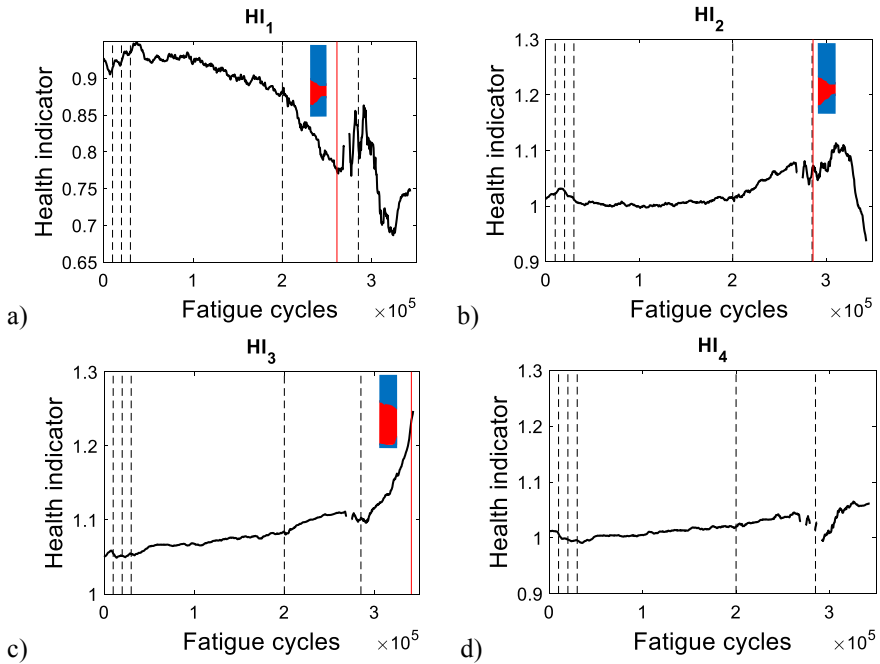 HI1
Health indicator
0.9
0.85
0.8
0.75
0.7
0.65
0
1
2
3
Fatigue cycles
×10^5
a)
HI2
Health indicator
1.3
1.2
1.1
1
0.9
0
1
2
3
Fatigue cycles
×10^5
b)
HI3
Health indicator
1.3
1.2
1.1
1
0
1
2
3
Fatigue cycles
×10^5
c)
HI4
Health indicator
1.3
1.2
1.1
1
0.9
0
1
2
3
Fatigue cycles
×10^5
d)